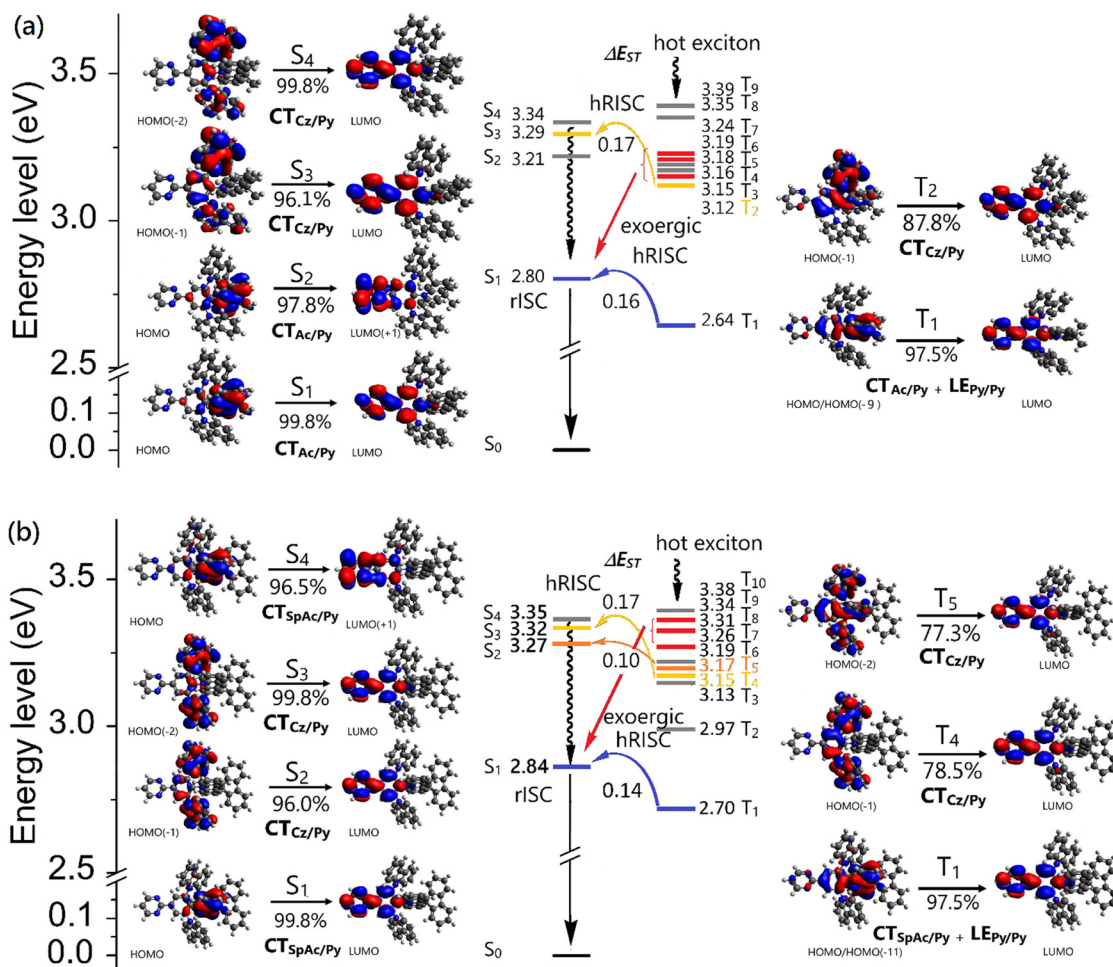 (a)
Energy level (eV)
3.5
3.0
2.5
0.1
0.0
HOMO(-2)
S4
99.8%
CTCz/Py
LUMO
HOMO(-1)
S3
96.1%
CTCz/Py
LUMO
HOMO
S2
97.8%
CTAc/Py
LUMO(+1)
HOMO
S1
99.8%
CTAc/Py
LUMO
ΔEST
hot exciton
hRISC
S4 3.34
S3 3.29
S2 3.21
0.17
3.39 T9
3.35 T8
3.24 T7
3.19 T6
3.18 T5
3.16 T4
3.15 T3
3.12 T2
exoergic
hRISC
S1 2.80
rISC
0.16
2.64 T1
S0
T2
87.8%
CTCz/Py
HOMO(-1)
LUMO
T1
97.5%
CTAc/Py + LEPy/Py
HOMO/HOMO(-9 )
LUMO
(b)
Energy level (eV)
3.5
3.0
2.5
0.1
0.0
HOMO
S4
96.5%
CTSpAc/Py
LUMO(+1)
HOMO(-2)
S3
99.8%
CTCz/Py
LUMO
HOMO(-1)
S2
96.0%
CTCz/Py
LUMO
HOMO
S1
99.8%
CTSpAc/Py
LUMO
ΔEST
hot exciton
hRISC
0.17
S4 3.35
S3 3.32
S2 3.27
0.10
3.38 T10
3.34 T9
3.31 T8
3.26 T7
3.19 T6
3.17 T5
3.15 T4
3.13 T3
exoergic
hRISC
2.97 T2
S1 2.84
rISC
0.14
2.70 T1
S0
T5
77.3%
CTCz/Py
HOMO(-2)
LUMO
T4
78.5%
CTCz/Py
HOMO(-1)
LUMO
T1
97.5%
CTSpAc/Py + LEPy/Py
HOMO/HOMO(-11)
LUMO